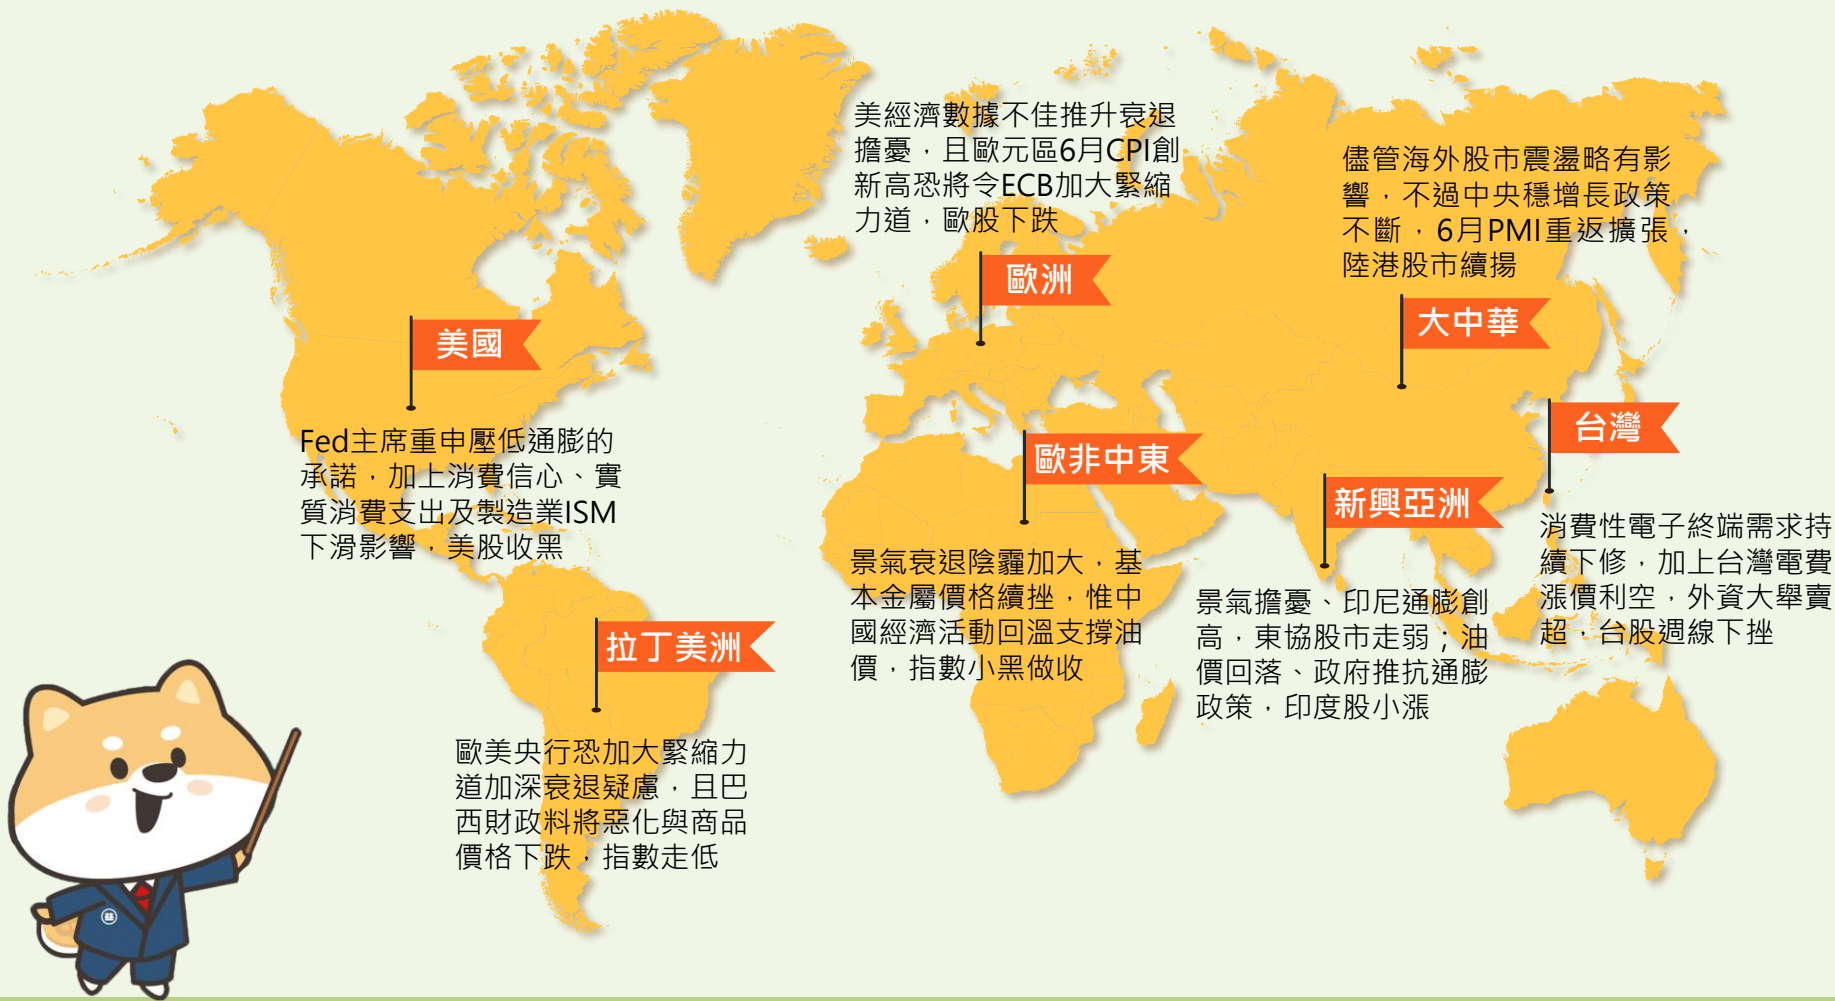 美經濟數據不佳推升衰退
擔憂，且歐元區6月CPI創
新高恐將令ECB加大緊縮
力道，歐股下跌
歐洲
儘管海外股市震盪略有影
響，不過中央穩增長政策
不斷，6月PMI重返擴張，
陸港股市續揚
大中華
美國
Fed主席重申壓低通膨的
承諾，加上消費信心、實
質消費支出及製造業ISM
下滑影響，美股收黑
台灣
消費性電子終端需求持
續下修，加上台灣電費
漲價利空，外資大舉賣
超，台股週線下挫
歐非中東
景氣衰退陰霾加大，基
本金屬價格續挫，惟中
國經濟活動回溫支撐油
價，指數小黑做收
新興亞洲
景氣擔憂、印尼通膨創
高，東協股市走弱；油
價回落、政府推抗通膨
政策，印度股小漲
拉丁美洲
歐美央行恐加大緊縮力
道加深衰退疑慮，且巴
西財政料將惡化與商品
價格下跌，指數走低